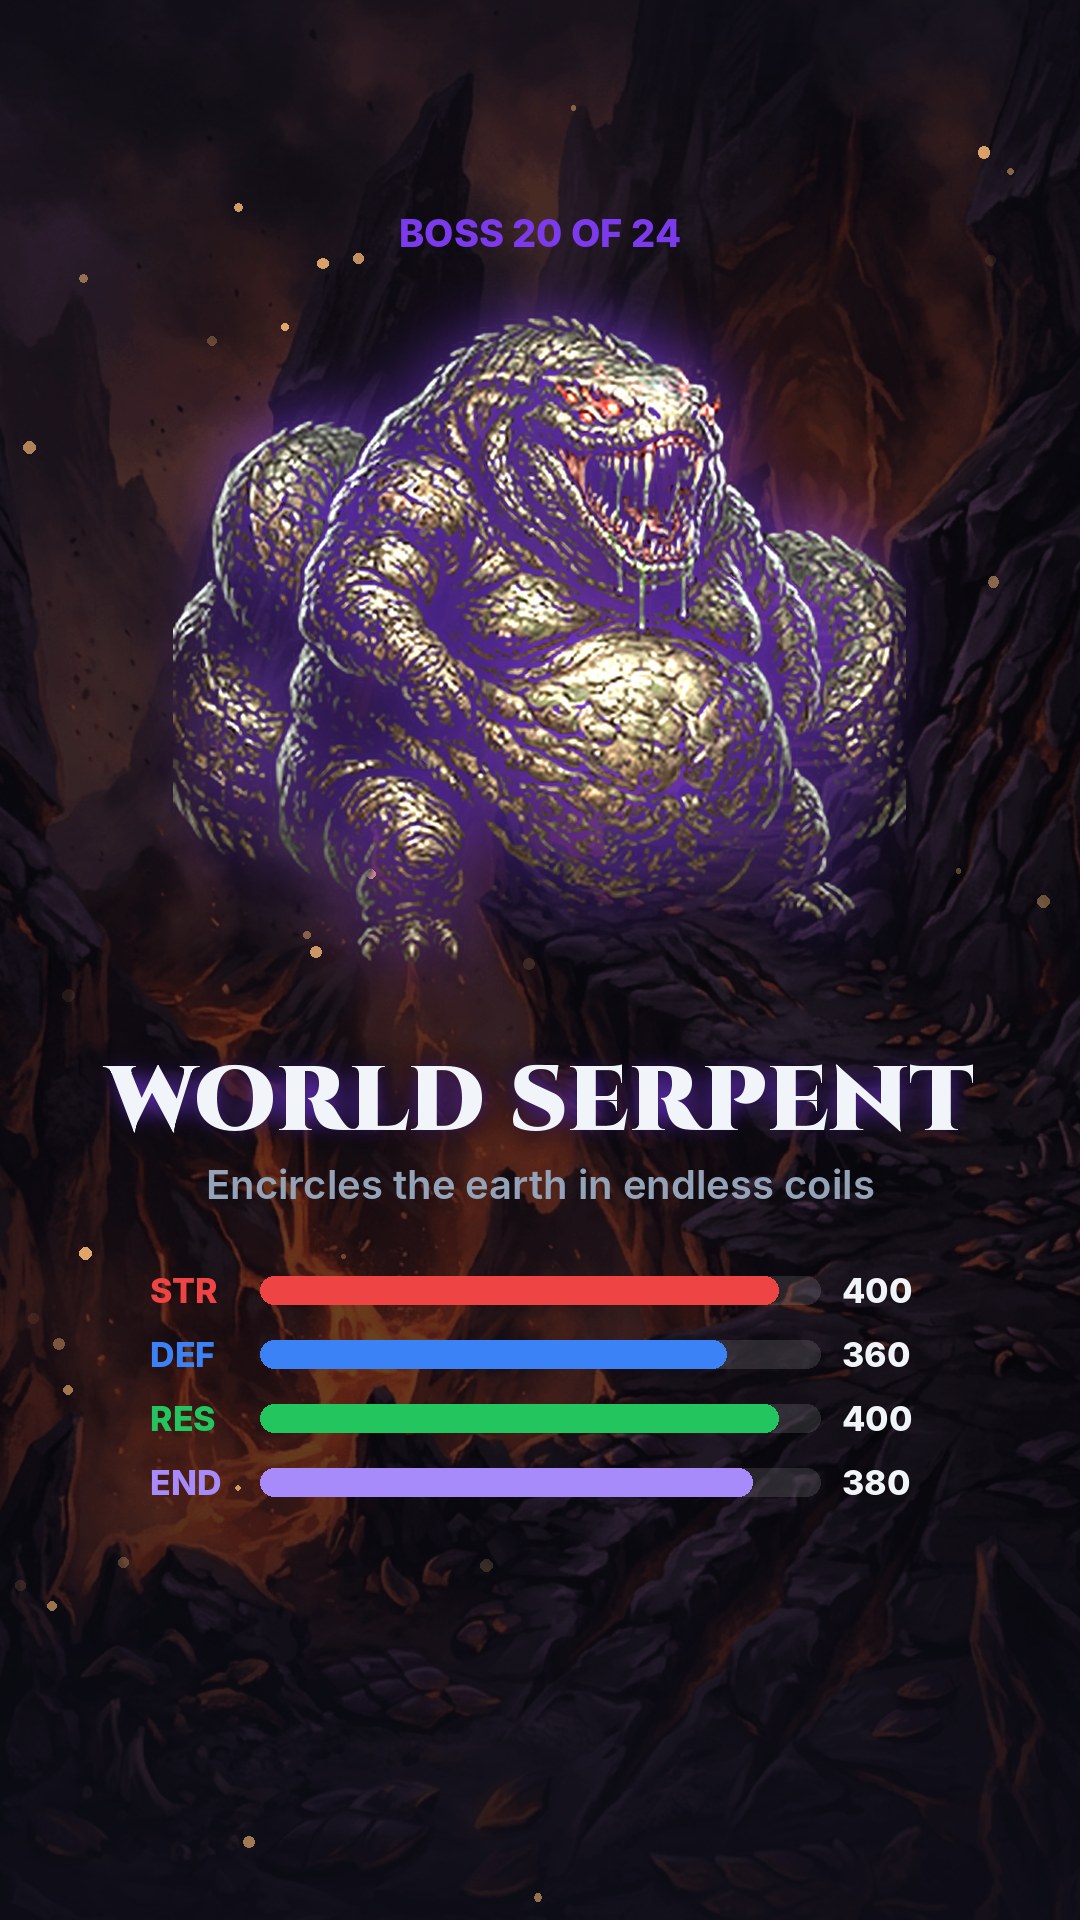 BOSS 20 OF 24
WORLD SERPENT
Encircles the earth in endless coils
STR 400
DEF 360
RES 400
END 380